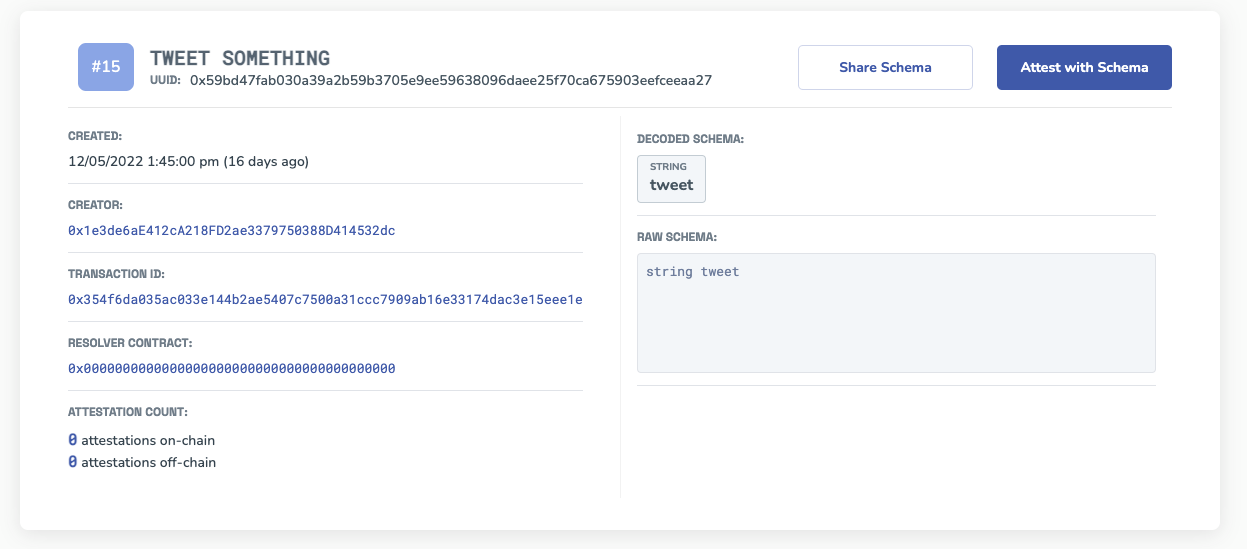 #15
TWEET SOMETHING
UUID: 0x59bd47fab030a39a2b59b3705e9ee59638096daee25f70ca675903eefceeaa27
Share Schema
Attest with Schema
CREATED:
12/05/2022 1:45:00 pm (16 days ago)
CREATOR:
0x1e3de6aE412cA218FD2ae3379750388D414532dc
TRANSACTION ID:
0x354f6da035ac033e144b2ae5407c7500a31ccc7909ab16e33174dac3e15eee1e
RESOLVER CONTRACT:
0x0000000000000000000000000000000000000000
ATTESTATION COUNT:
0 attestations on-chain
0 attestations off-chain
DECODED SCHEMA:
STRING
tweet
RAW SCHEMA:
string tweet